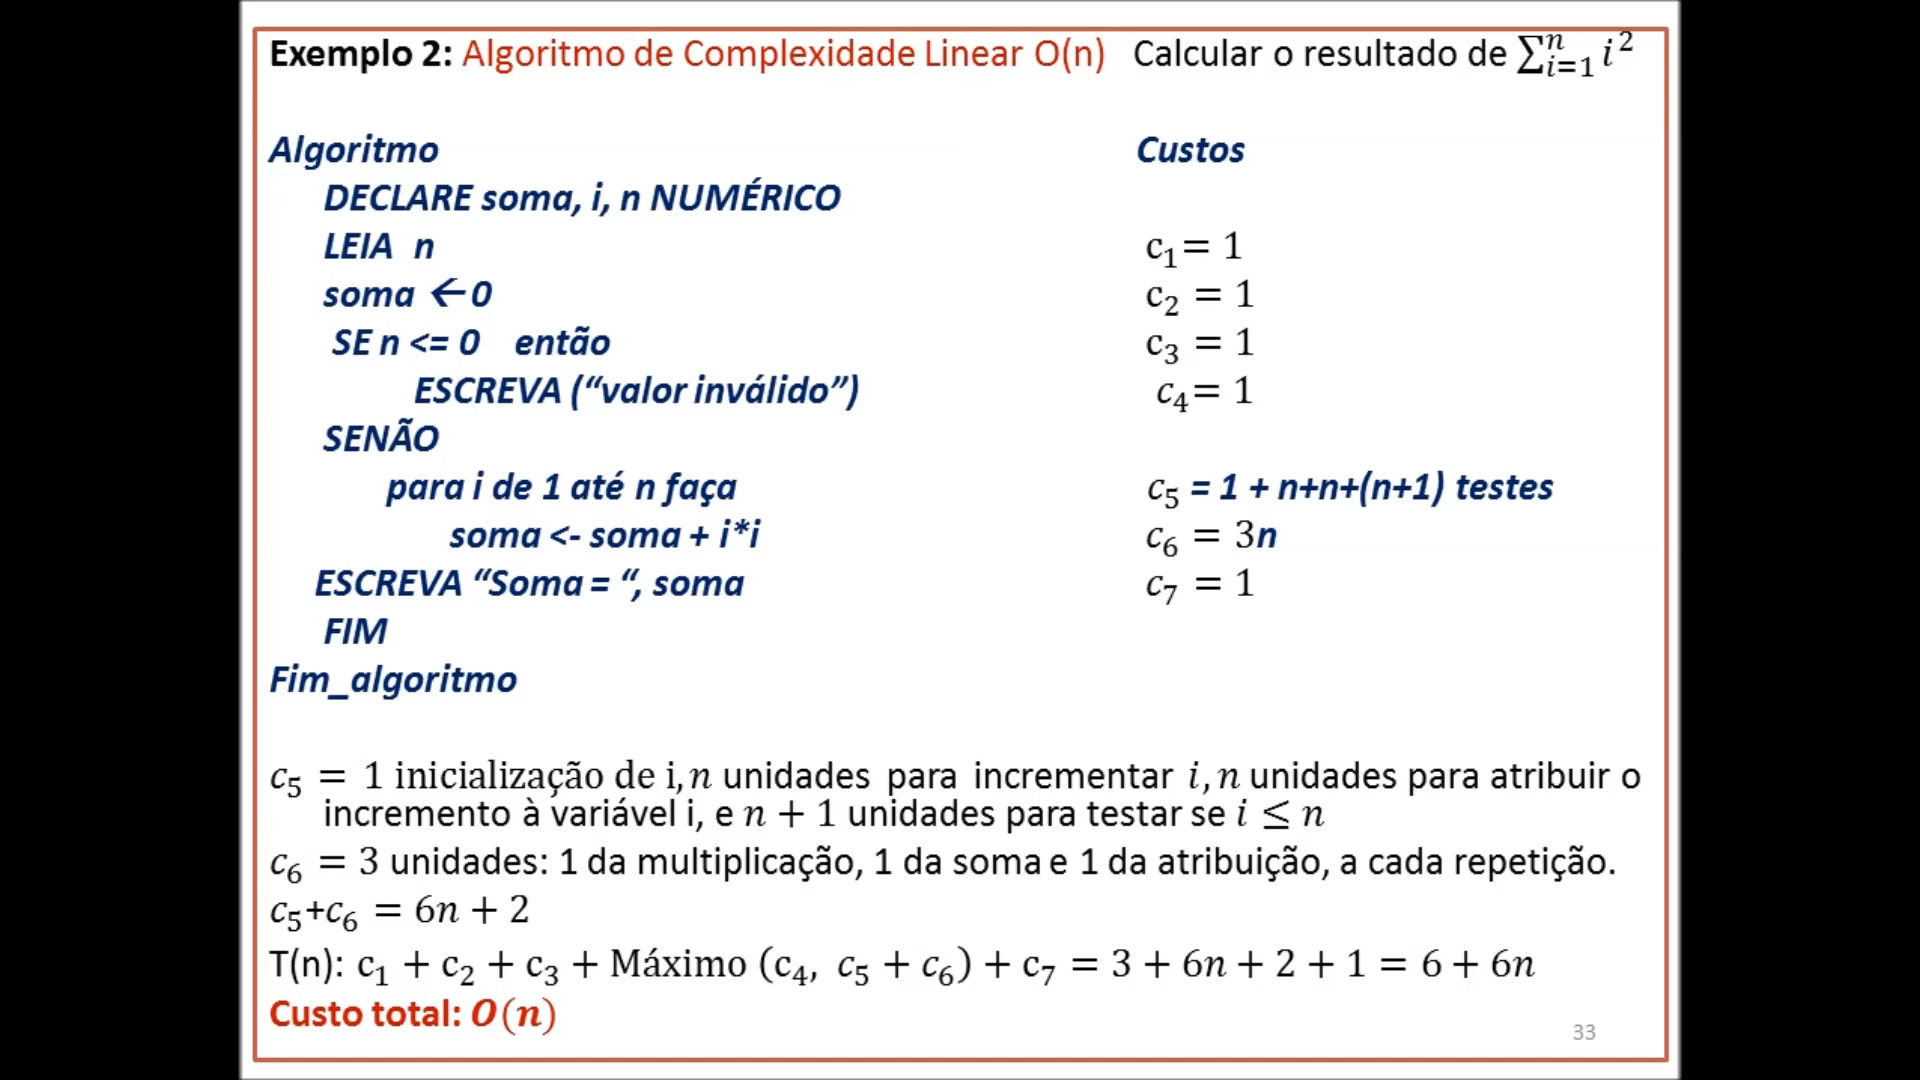 Exemplo 2: Algoritmo de Complexidade Linear O(n) Calcular o resultado de ∑ⁿᵢ₌₁ i²
Algoritmo Custos
DECLARE soma, i, n NUMÉRICO
LEIA n c₁= 1
soma ←0 c₂ = 1
SE n <= 0 então c₃ = 1
ESCREVA (“valor inválido”) c₄= 1
SENÃO
para i de 1 até n faça c₅ = 1 + n+n+(n+1) testes
soma <- soma + i*i c₆ = 3n
ESCREVA “Soma = “, soma c₇ = 1
FIM
Fim_algoritmo
c₅ = 1 inicialização de i, n unidades para incrementar i, n unidades para atribuir o
incremento à variável i, e n + 1 unidades para testar se i ≤ n
c₆ = 3 unidades: 1 da multiplicação, 1 da soma e 1 da atribuição, a cada repetição.
c₅+c₆ = 6n + 2
T(n): c₁ + c₂ + c₃ + Máximo (c₄, c₅ + c₆) + c₇ = 3 + 6n + 2 + 1 = 6 + 6n
Custo total: O(n)
33